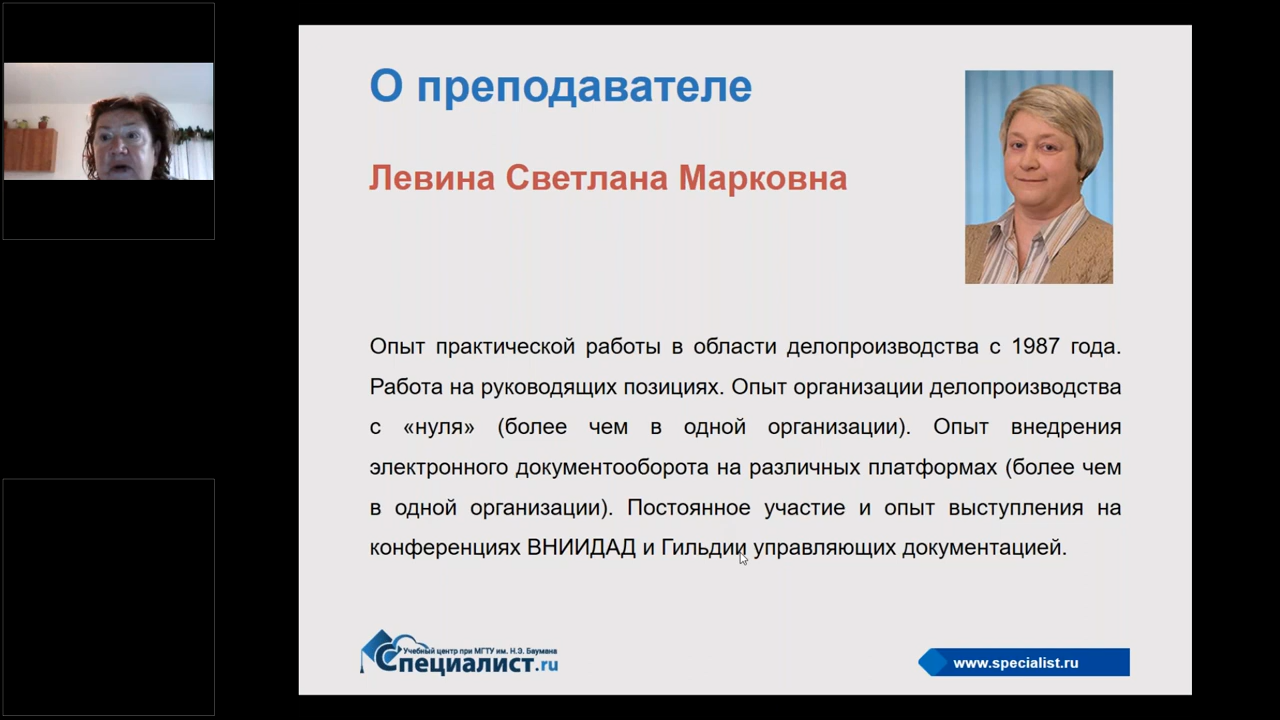 О преподавателе
Левина Светлана Марковна
Опыт практической работы в области делопроизводства с 1987 года.
Работа на руководящих позициях. Опыт организации делопроизводства
с «нуля» (более чем в одной организации). Опыт внедрения
электронного документооборота на различных платформах (более чем
в одной организации). Постоянное участие и опыт выступления на
конференциях ВНИИДАД и Гильдии управляющих документацией.
Учебный центр при МГТУ им. Н.Э. Баумана
Специалист.ru
www.specialist.ru